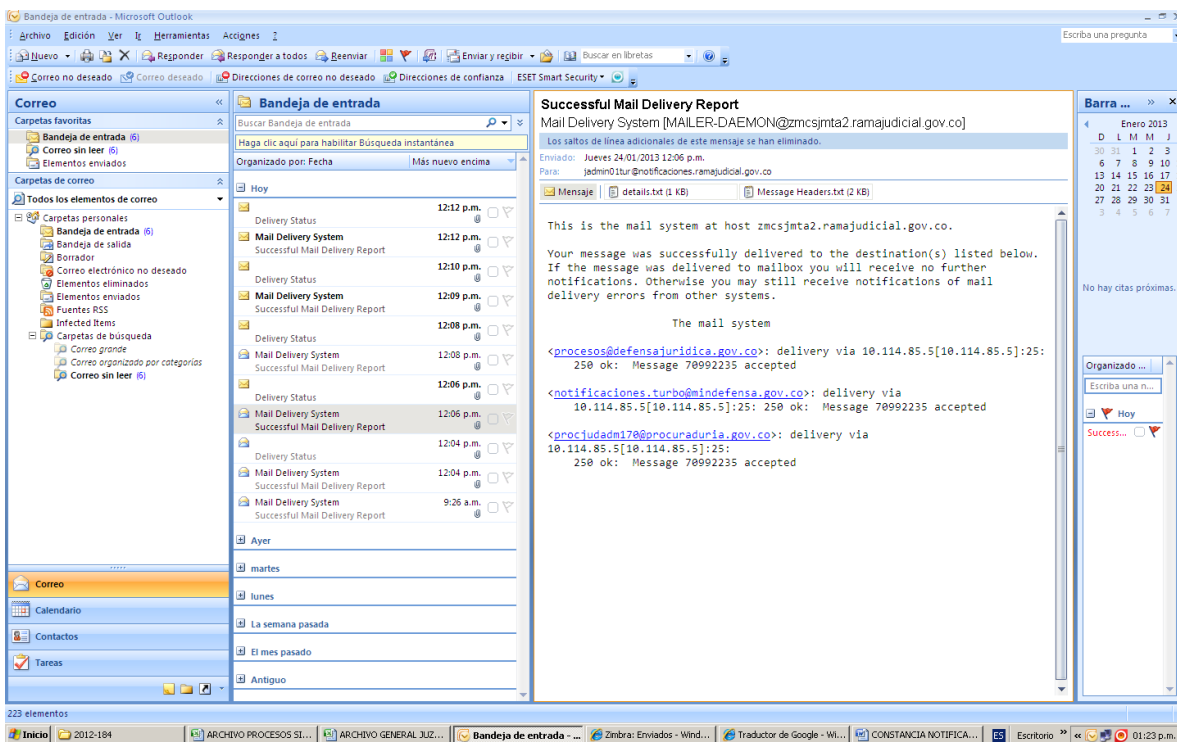 Bandeja de entrada - Microsoft Outlook
Archivo Edición Ver Ir Herramientas Acciones ?
Escriba una pregunta
Nuevo Responder Responder a todos Reenviar Enviar y recibir Buscar en libretas
Correo no deseado Correo deseado Direcciones de correo no deseado Direcciones de confianza ESET Smart Security
Correo «
Carpetas favoritas
Bandeja de entrada (6)
Correo sin leer (6)
Elementos enviados
Carpetas de correo
Todos los elementos de correo
Carpetas personales
Bandeja de entrada (6)
Bandeja de salida
Borrador
Correo electrónico no deseado
Elementos eliminados
Elementos enviados
Fuentes RSS
Infected Items
Carpetas de búsqueda
Correo grande
Correo organizado por categorías
Correo sin leer (6)
Correo
Calendario
Contactos
Tareas
Bandeja de entrada
Buscar Bandeja de entrada
Haga clic aquí para habilitar Búsqueda instantánea
Organizado por: Fecha Más nuevo encima
Hoy
12:12 p.m.
Delivery Status
Mail Delivery System 12:12 p.m.
Successful Mail Delivery Report
12:10 p.m.
Delivery Status
Mail Delivery System 12:09 p.m.
Successful Mail Delivery Report
12:08 p.m.
Delivery Status
Mail Delivery System 12:08 p.m.
Successful Mail Delivery Report
12:06 p.m.
Delivery Status
Mail Delivery System 12:06 p.m.
Successful Mail Delivery Report
12:04 p.m.
Delivery Status
Mail Delivery System 12:04 p.m.
Successful Mail Delivery Report
Mail Delivery System 9:26 a.m.
Successful Mail Delivery Report
Ayer
martes
lunes
La semana pasada
El mes pasado
Antiguo
Successful Mail Delivery Report
Mail Delivery System [MAILER-DAEMON@zmcsjmta2.ramajudicial.gov.co]
Los saltos de línea adicionales de este mensaje se han eliminado.
Enviado: Jueves 24/01/2013 12:06 p.m.
Para: jadmin01tur@notificaciones.ramajudicial.gov.co
Mensaje details.txt (1 KB) Message Headers.txt (2 KB)
This is the mail system at host zmcsjmta2.ramajudicial.gov.co.
Your message was successfully delivered to the destination(s) listed below.
If the message was delivered to mailbox you will receive no further
notifications. Otherwise you may still receive notifications of mail
delivery errors from other systems.
The mail system
<procesos@defensajuridica.gov.co>: delivery via 10.114.85.5[10.114.85.5]:25:
250 ok: Message 70992235 accepted
<notificaciones.turbo@mindefensa.gov.co>: delivery via
10.114.85.5[10.114.85.5]:25: 250 ok: Message 70992235 accepted
<procjudadm170@procuraduria.gov.co>: delivery via
10.114.85.5[10.114.85.5]:25:
250 ok: Message 70992235 accepted
Barra ... » x
Enero 2013
D L M M J
30 31 1 2 3
6 7 8 9 10
13 14 15 16 17
20 21 22 23 24
27 28 29 30 31
3 4 5 6 7
No hay citas próximas.
Organizado ...
Escriba una n...
Hoy
Success...
223 elementos
Inicio 2012-184 ARCHIVO PROCESOS SI... ARCHIVO GENERAL JUZ... Bandeja de entrada - ... Zimbra: Enviados - Wind... Traductor de Google - Wi... CONSTANCIA NOTIFICA... ES Escritorio » « 01:23 p.m.